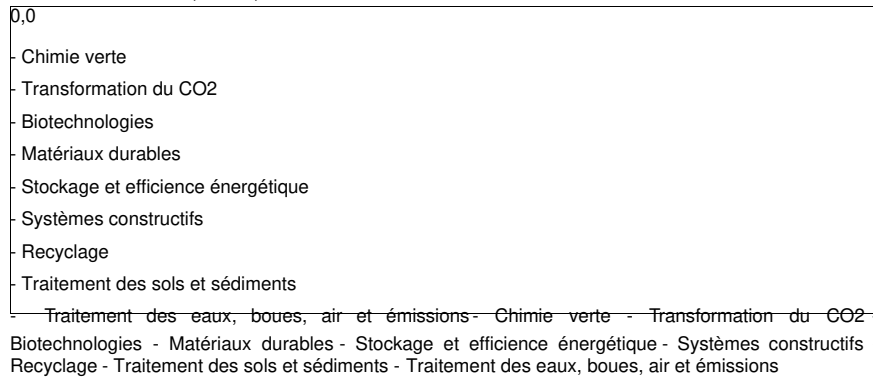 0,0
- Chimie verte
- Transformation du CO2
- Biotechnologies
- Matériaux durables
- Stockage et efficience énergétique
- Systèmes constructifs
- Recyclage
- Traitement des sols et sédiments
- Traitement des eaux, boues, air et émissions- Chimie verte - Transformation du CO2 -
Biotechnologies - Matériaux durables - Stockage et efficience énergétique - Systèmes constructifs
Recyclage - Traitement des sols et sédiments - Traitement des eaux, boues, air et émissions